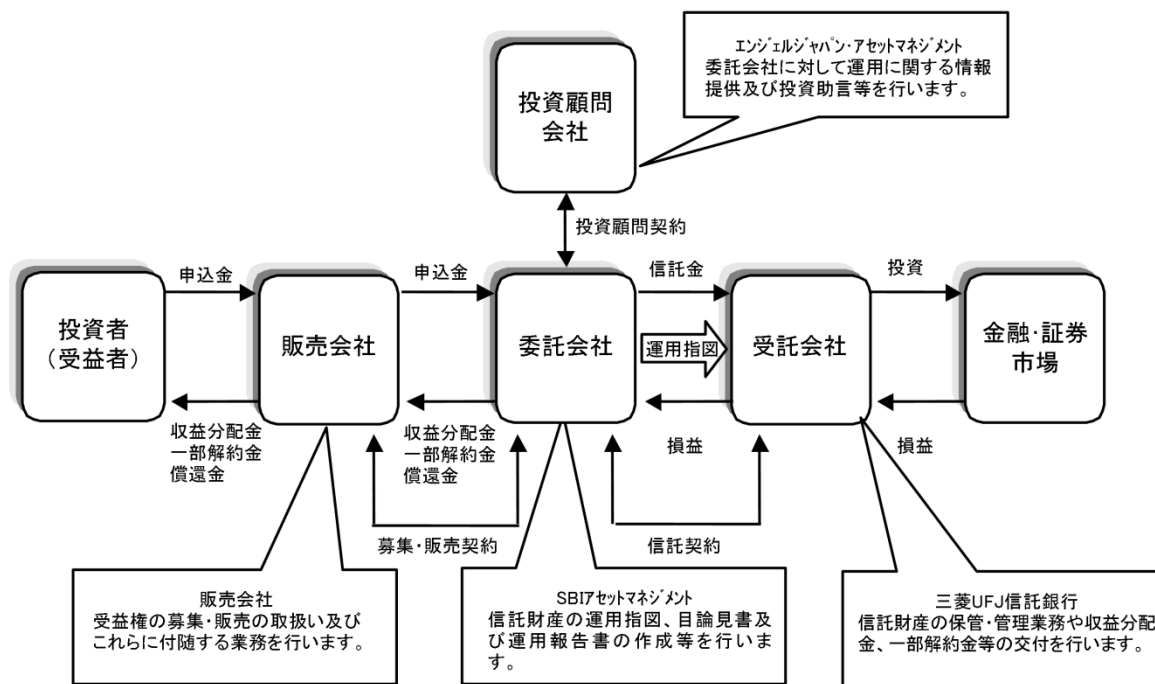 エンジェルジャパン・アセットマネジメント
委託会社に対して運用に関する情報
提供及び投資助言等を行います。
投資顧問
会社
投資顧問契約
申込金
申込金
信託金
投資
投資者
(受益者)
販売会社
委託会社
運用指図
受託会社
金融・証券
市場
収益分配金
一部解約金
償還金
収益分配金
一部解約金
償還金
損益
損益
募集・販売契約
信託契約
販売会社
受益権の募集・販売の取扱い及び
これらに付随する業務を行います。
SBIアセットマネジメント
信託財産の運用指図、目論見書及
び運用報告書の作成等を行いま
す。
三菱UFJ信託銀行
信託財産の保管・管理業務や収益分配
金、一部解約金等の交付を行います。